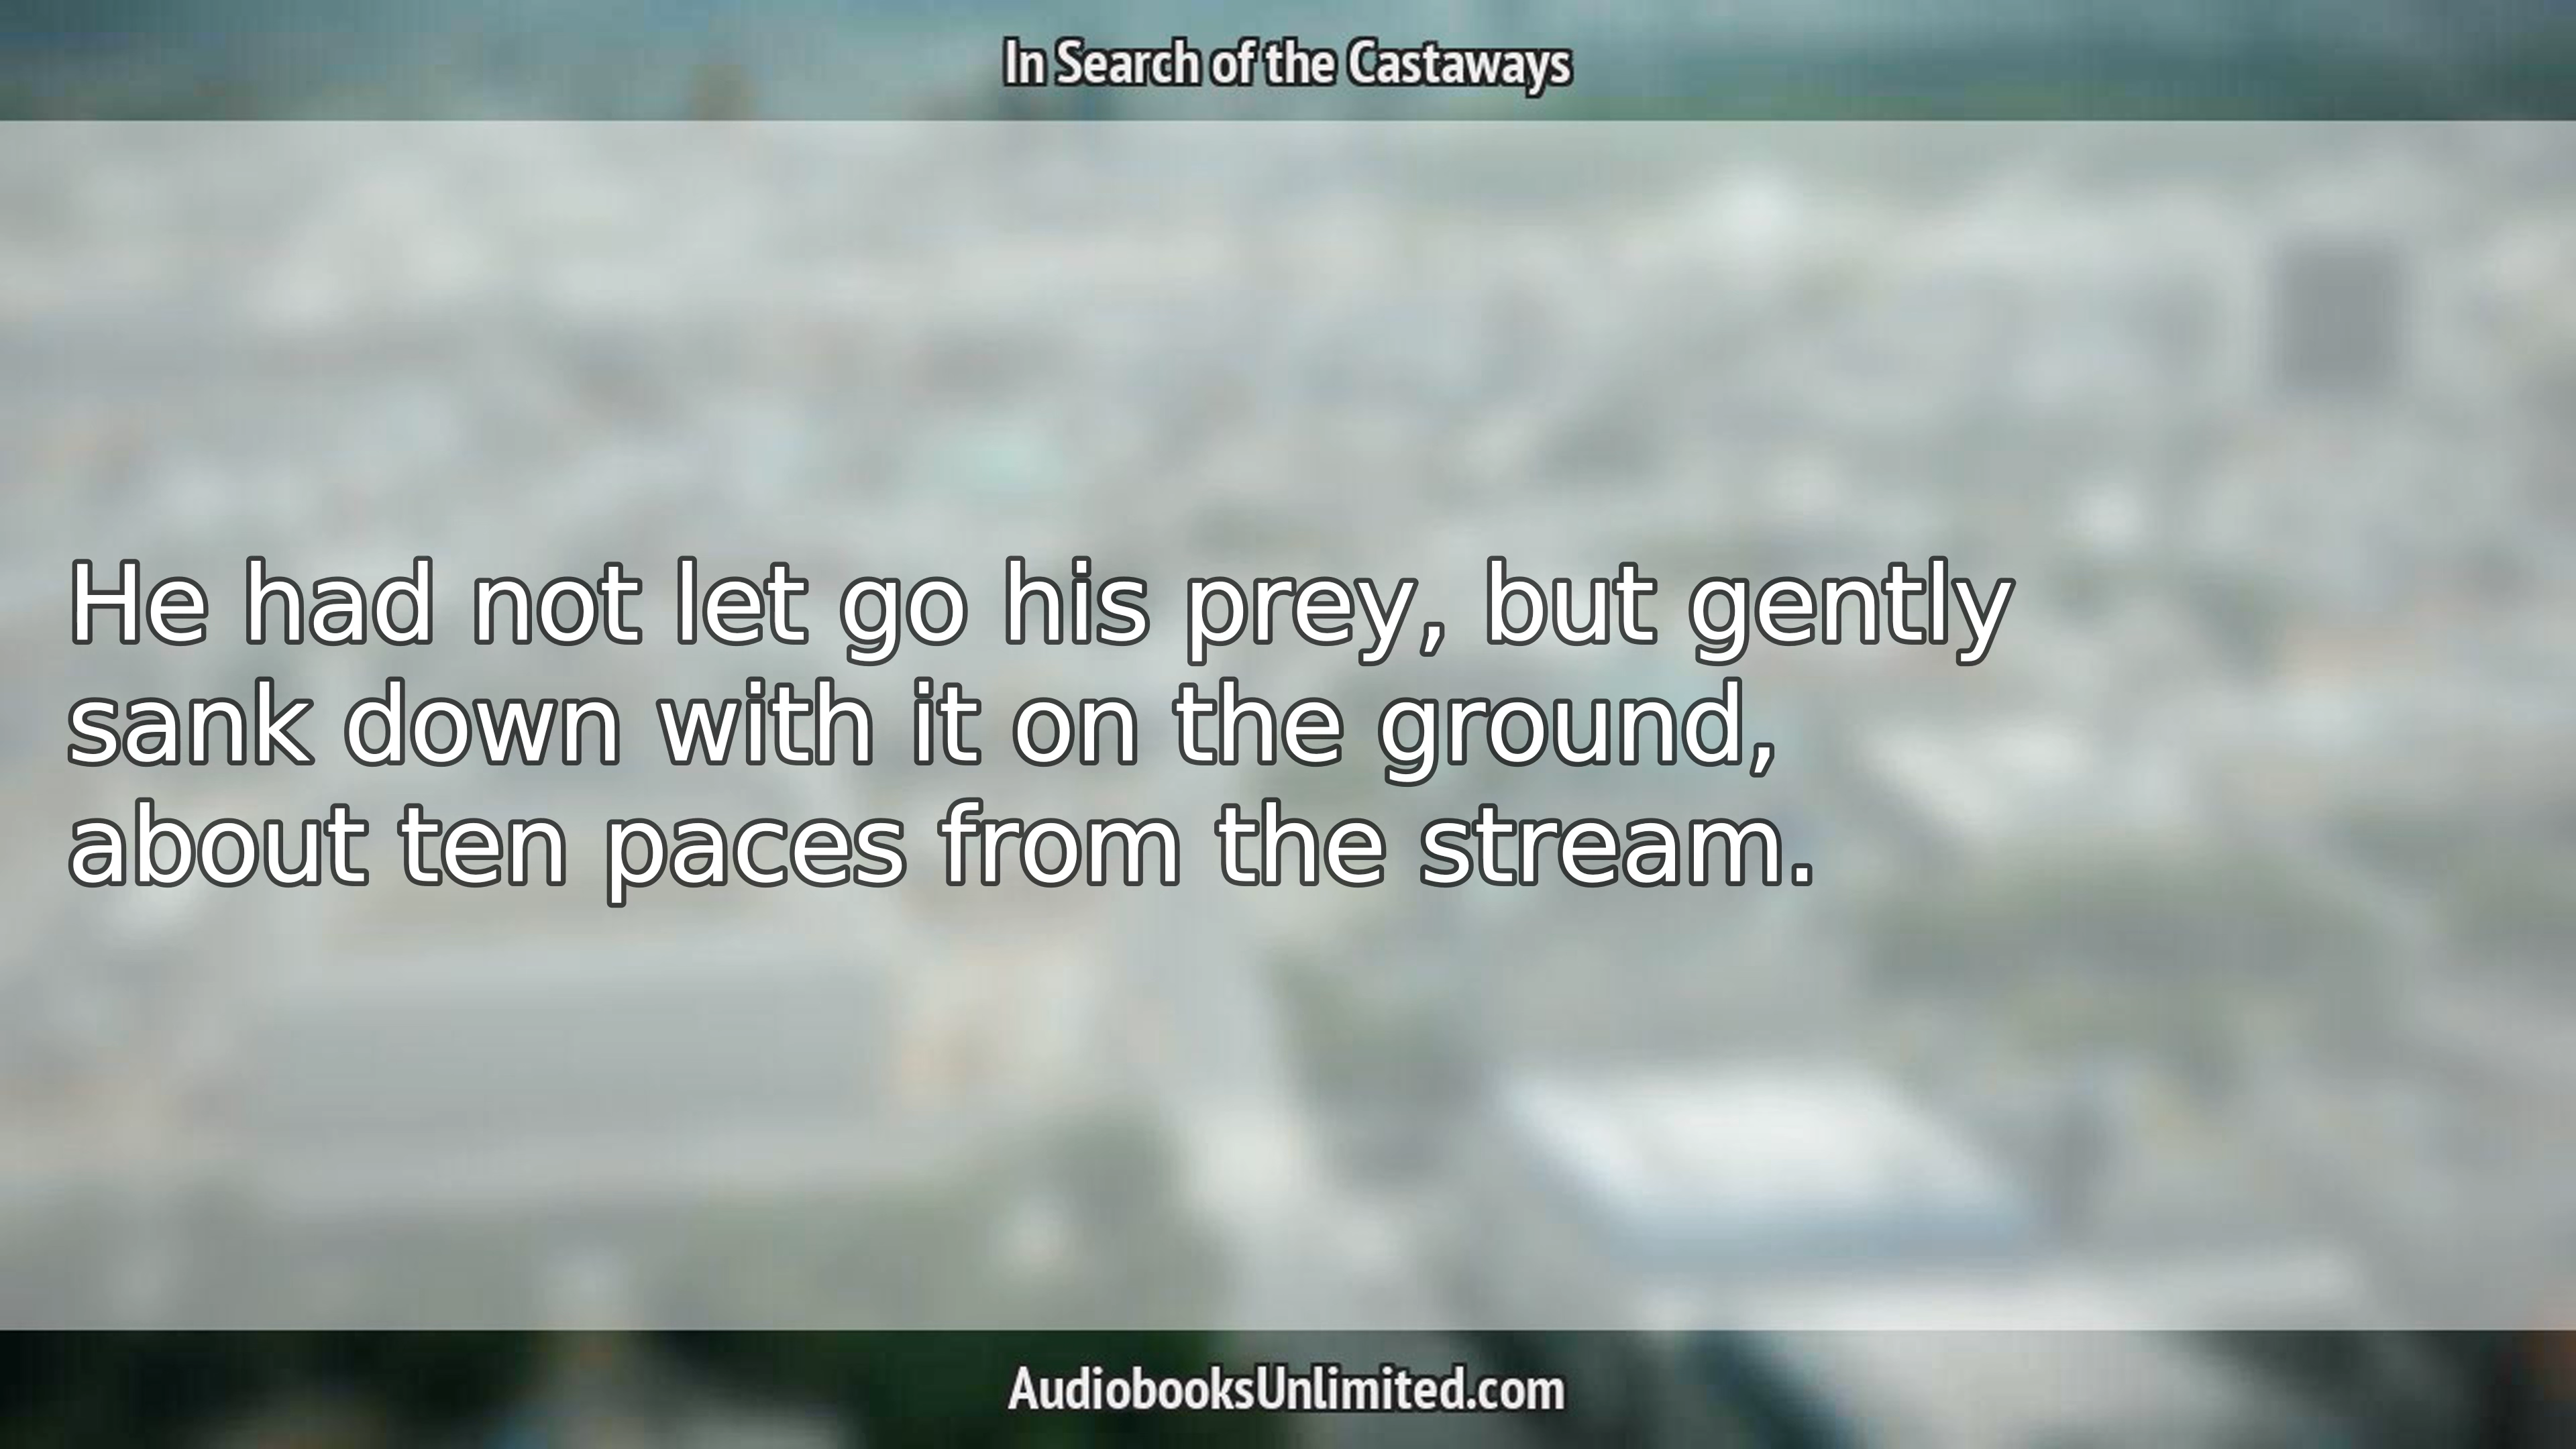 In Search of the Castaways
He had not let go his prey, but gently
sank down with it on the ground,
about ten paces from the stream.
AudiobooksUnlimited.com